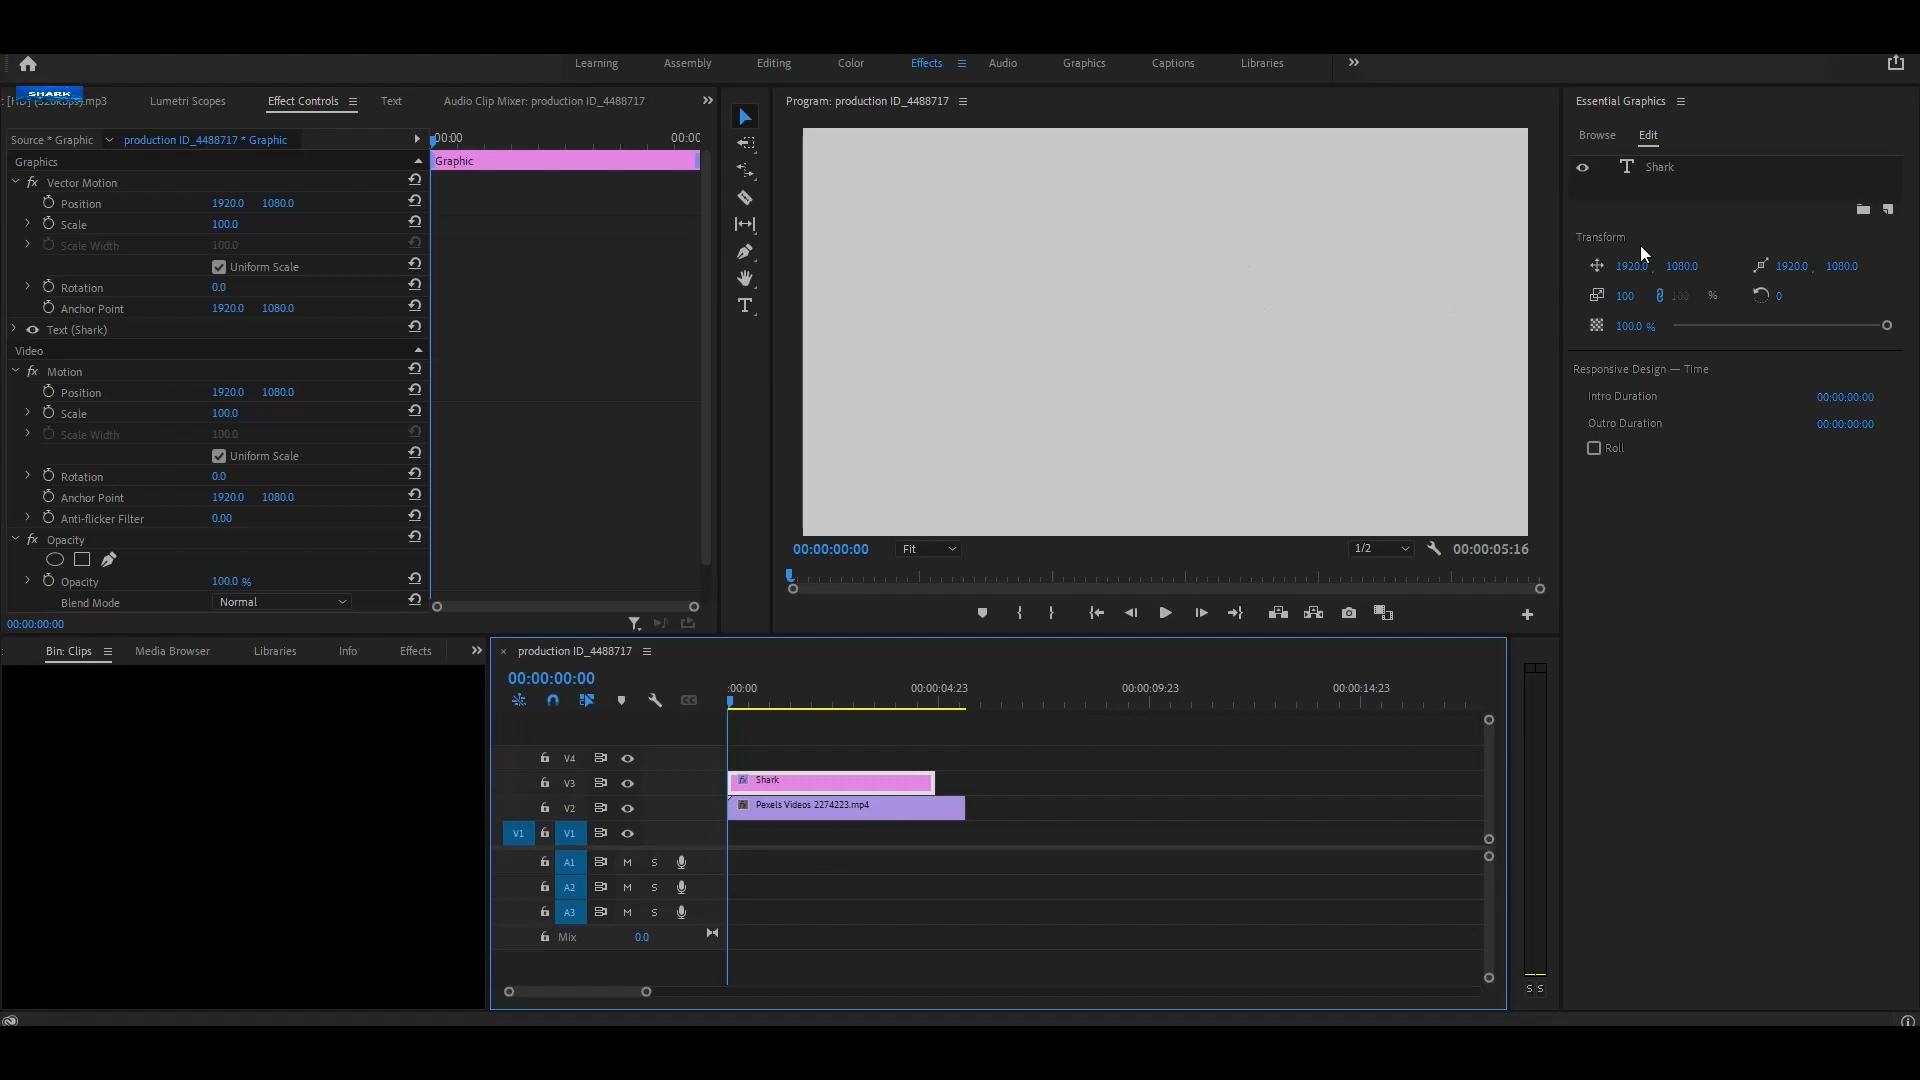 Learning Assembly Editing Color Effects Audio Graphics Captions Libraries
SHARK
.mp3 Lumetri Scopes Effect Controls Text Audio Clip Mixer: production ID_4488717
Source * Graphic production ID_4488717 * Graphic
:00:00 00:00
Graphics
Graphic
Vector Motion
Position 1920.0 1080.0
Scale 100.0
Scale Width 100.0
Uniform Scale
Rotation 0.0
Anchor Point 1920.0 1080.0
Text (Shark)
Video
Motion
Position 1920.0 1080.0
Scale 100.0
Scale Width 100.0
Uniform Scale
Rotation 0.0
Anchor Point 1920.0 1080.0
Anti-flicker Filter 0.00
Opacity
Opacity 100.0 %
Blend Mode Normal
00:00:00:00
Program: production ID_4488717
00:00:00:00 Fit 1/2 00:00:05:16
Essential Graphics
Browse Edit
Shark
Transform
1920.0 , 1080.0 1920.0 , 1080.0
100 100 % 0
100.0 %
Responsive Design — Time
Intro Duration 00:00:00:00
Outro Duration 00:00:00:00
Roll
Bin: Clips Media Browser Libraries Info Effects
× production ID_4488717
00:00:00:00
:00:00 00:00:04:23 00:00:09:23 00:00:14:23
V4
V3 Shark
V2 Pexels Videos 2274223.mp4
V1 V1
A1 M S
A2 M S
A3 M S
Mix 0.0
S S